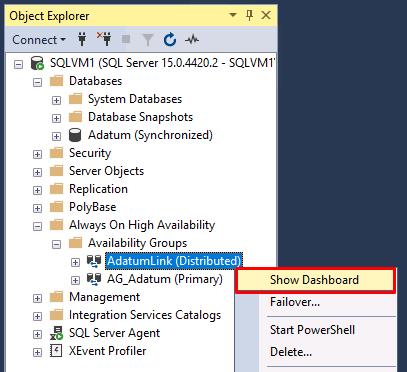 Object Explorer
Connect
SQLVM1 (SQL Server 15.0.4420.2 - SQLVM1\
Databases
System Databases
Database Snapshots
Adatum (Synchronized)
Security
Server Objects
Replication
PolyBase
Always On High Availability
Availability Groups
AdatumLink (Distributed)
AG_Adatum (Primary)
Show Dashboard
Failover...
Management
Integration Services Catalogs
Start PowerShell
SQL Server Agent
Delete...
XEvent Profiler